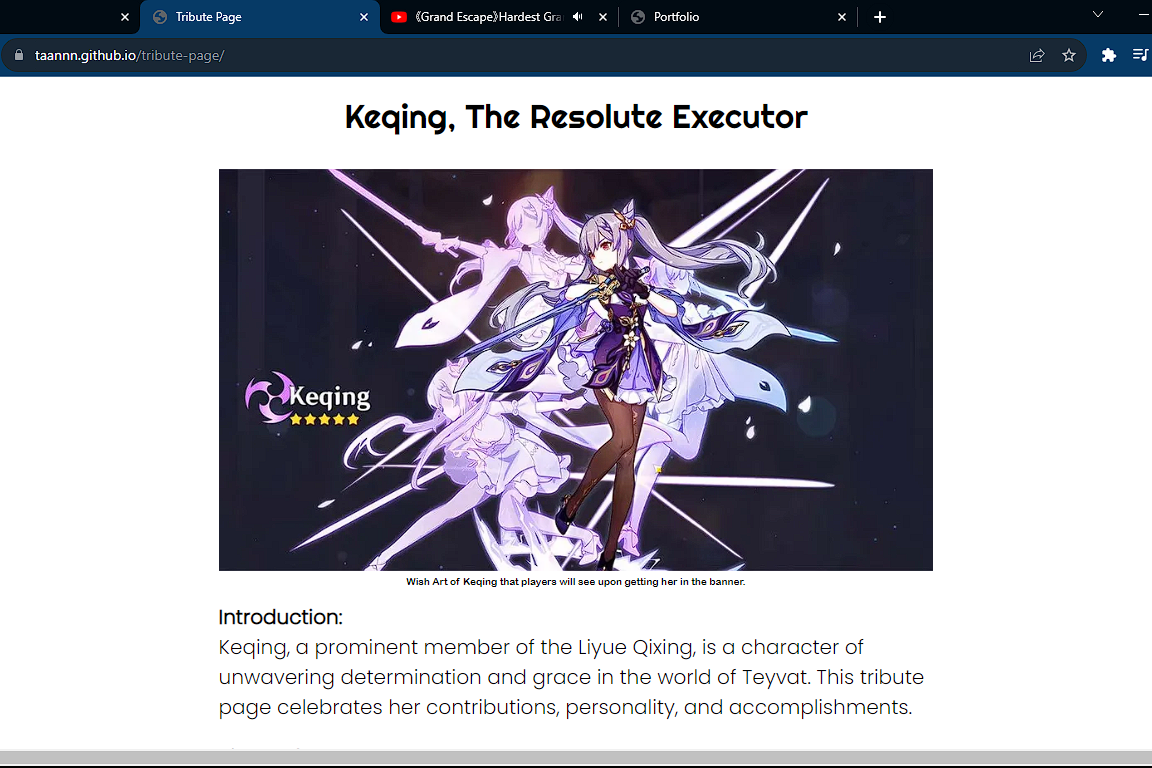 Tribute Page
《Grand Escape》Hardest Gra
Portfolio
taannn.github.io/tribute-page/
Keqing, The Resolute Executor
Keqing
Wish Art of Keqing that players will see upon getting her in the banner.
Introduction:
Keqing, a prominent member of the Liyue Qixing, is a character of
unwavering determination and grace in the world of Teyvat. This tribute
page celebrates her contributions, personality, and accomplishments.